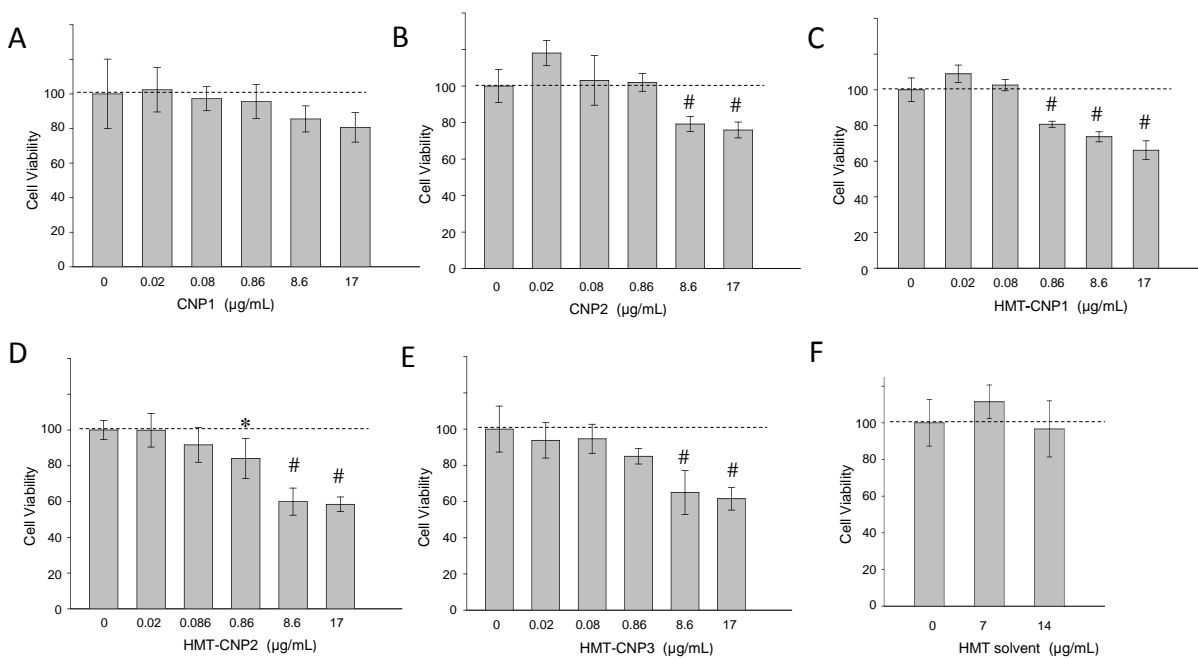 A
Cell Viability
100
80
60
40
20
0
0 0.02 0.08 0.86 8.6 17
CNP1 (µg/mL)
B
Cell Viability
100
80
60
40
20
0
# #
0 0.02 0.08 0.86 8.6 17
CNP2 (µg/mL)
C
Cell Viability
100
80
60
40
20
0
# # #
0 0.02 0.08 0.86 8.6 17
HMT-CNP1 (µg/mL)
D
Cell Viability
100
80
60
40
20
0
* # #
0 0.02 0.086 0.86 8.6 17
HMT-CNP2 (µg/mL)
E
Cell Viability
100
80
60
40
20
0
# #
0 0.02 0.08 0.86 8.6 17
HMT-CNP3 (µg/mL)
F
Cell Viability
100
80
60
40
20
0
0 7 14
HMT solvent (µg/mL)